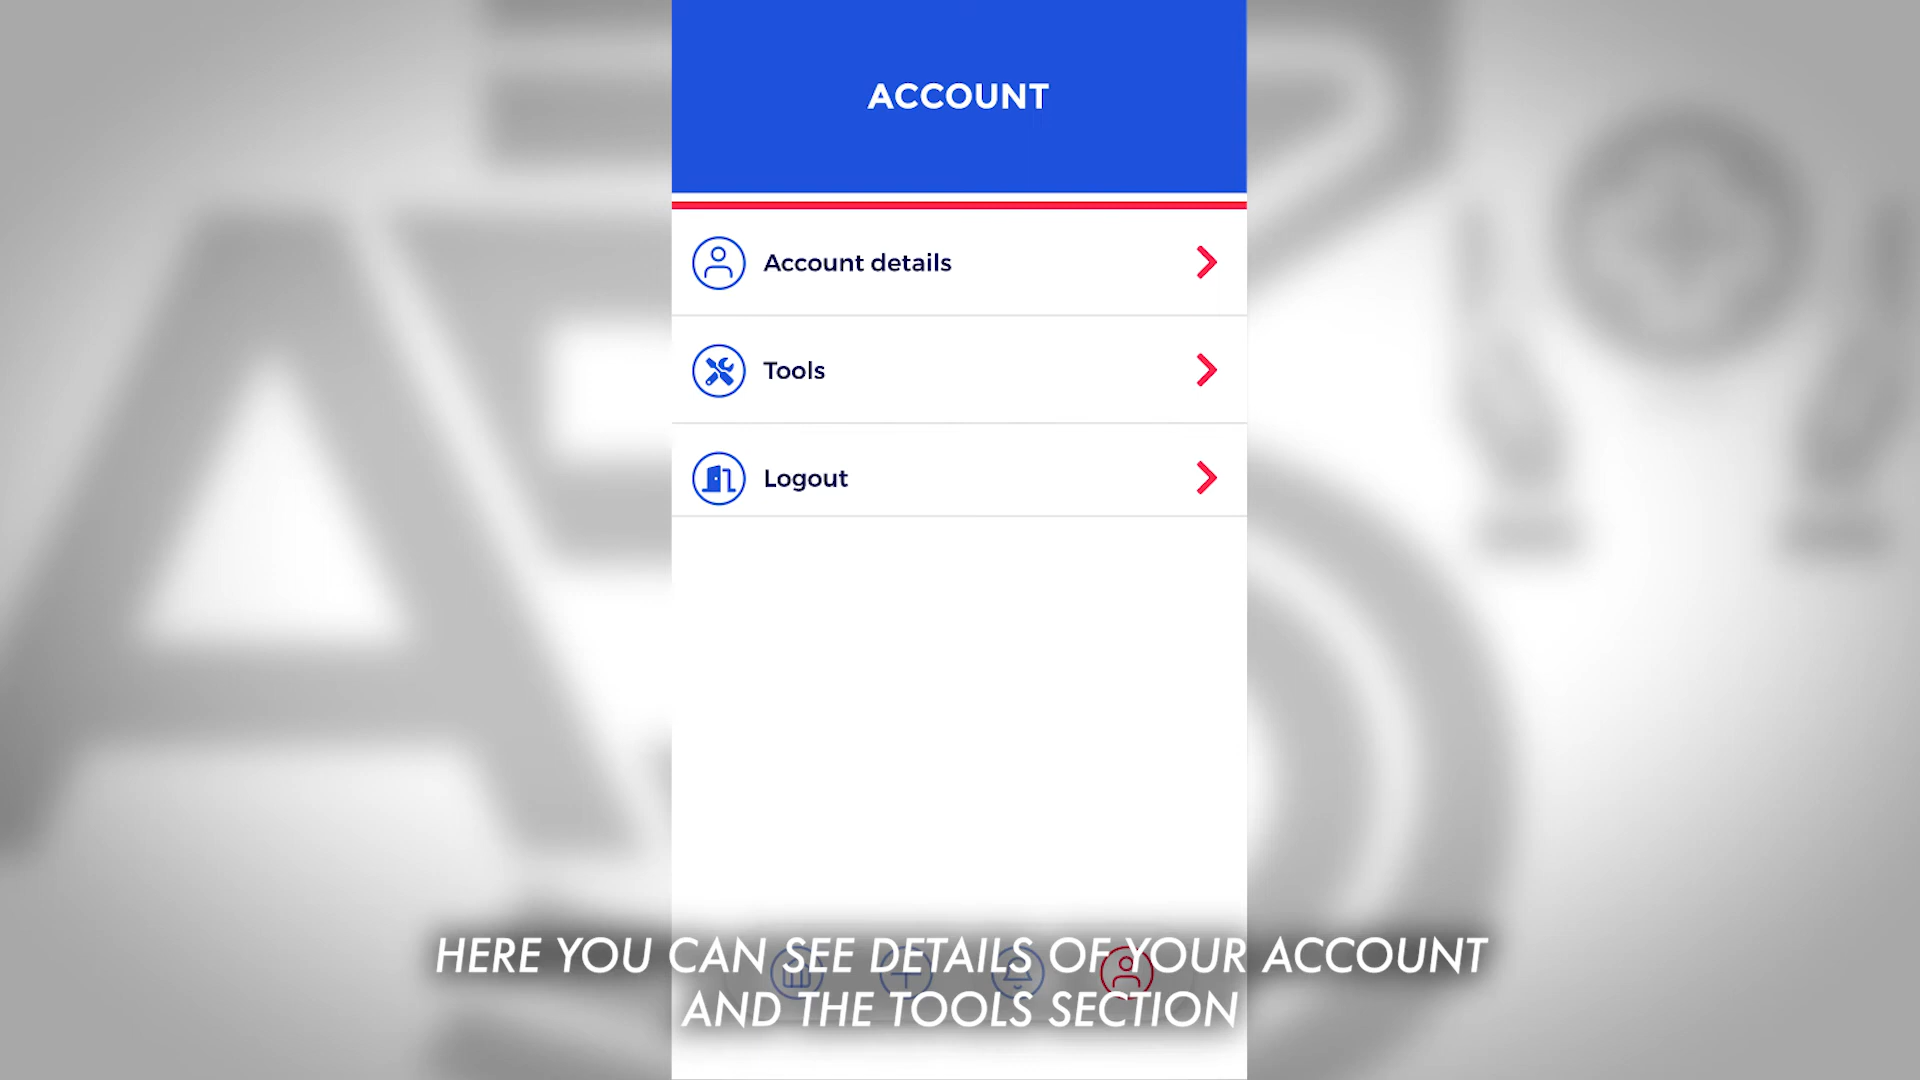 ACCOUNT
Account details
Tools
Logout
HERE YOU CAN SEE DETAILS OF YOUR ACCOUNT
AND THE TOOLS SECTION